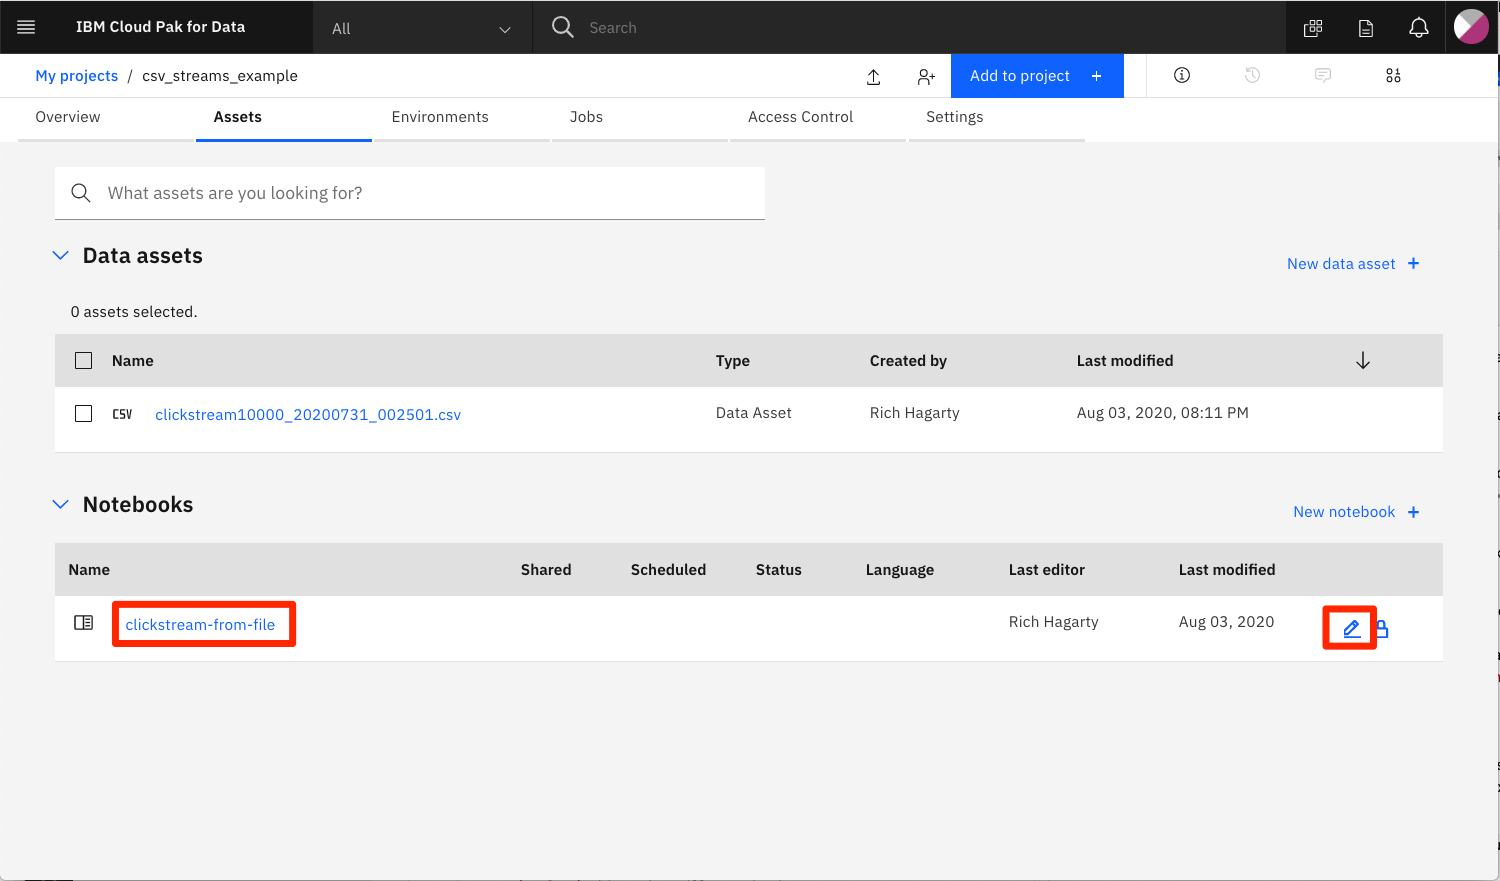 IBM Cloud Pak for Data
All
Search
My projects / csv_streams_example
Add to project +
Overview
Assets
Environments
Jobs
Access Control
Settings
What assets are you looking for?
Data assets
New data asset +
0 assets selected.
Name Type Created by Last modified
CSV clickstream10000_20200731_002501.csv Data Asset Rich Hagarty Aug 03, 2020, 08:11 PM
Notebooks
New notebook +
Name Shared Scheduled Status Language Last editor Last modified
clickstream-from-file Rich Hagarty Aug 03, 2020